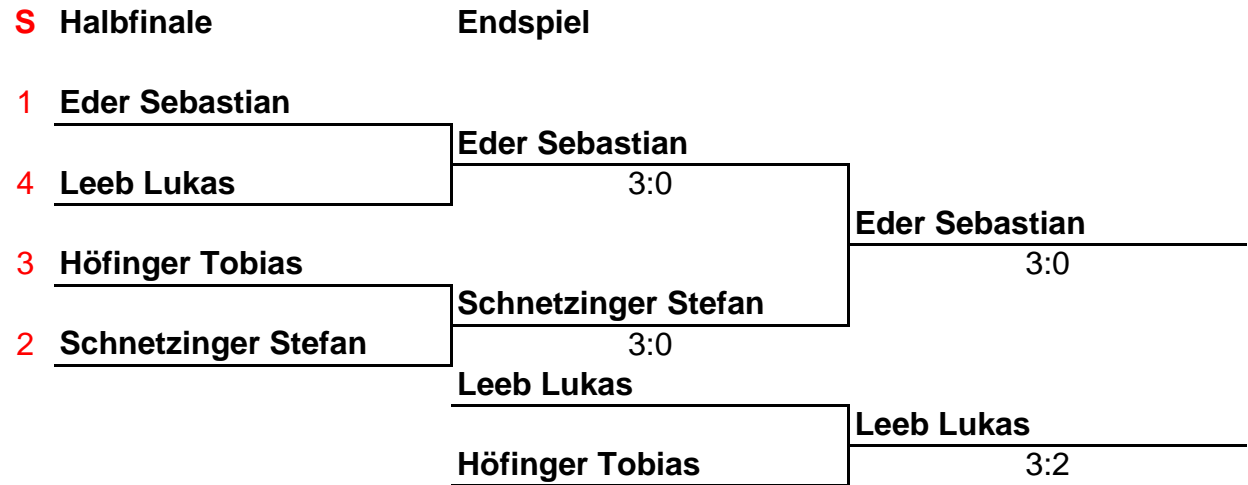 S Halbfinale Endspiel
1 Eder Sebastian
Eder Sebastian
4 Leeb Lukas 3:0
Eder Sebastian
3 Höfinger Tobias 3:0
Schnetzinger Stefan
2 Schnetzinger Stefan 3:0
Leeb Lukas
Leeb Lukas
Höfinger Tobias 3:2